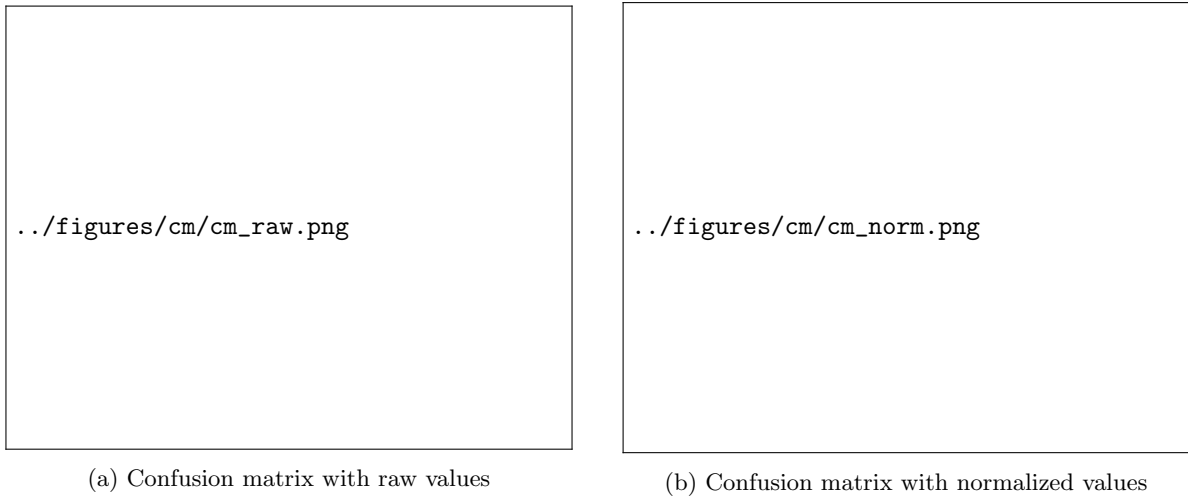 ../figures/cm/cm_raw.png
(a) Confusion matrix with raw values
../figures/cm/cm_norm.png
(b) Confusion matrix with normalized values